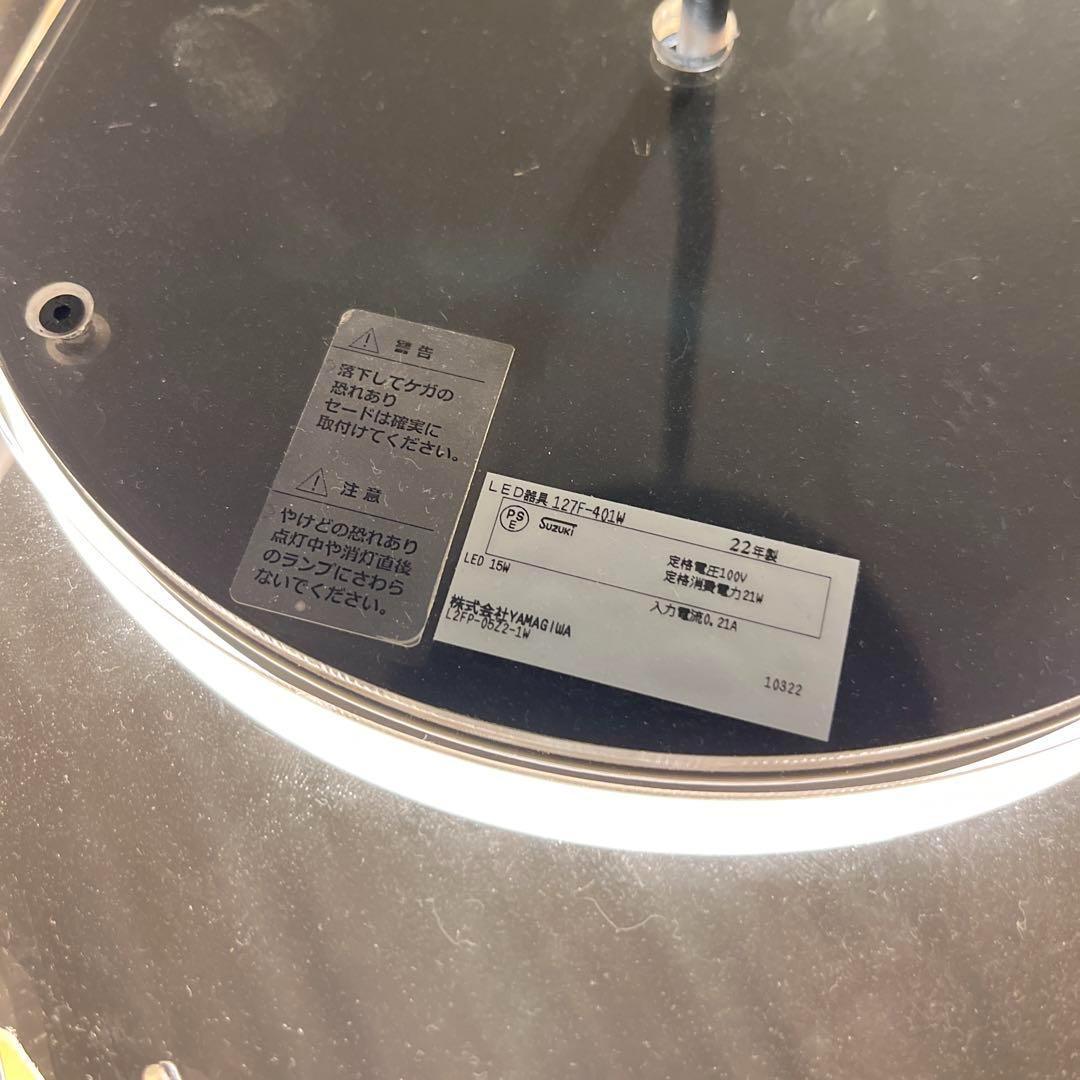 警告
落下してケガの
恐れあり
セードは確実に
取付けてください。
注意
やけどの恐れあり
点灯中や消灯直後
のランプにさわら
ないでください。
LED器具 127F-401W
PSE SUZUKI
22年製
LED 15W
定格電圧100V
定格消費電力21W
入力電流0.21A
株式会社YAMAGIWA
L2FP-05Z2-1W
10322